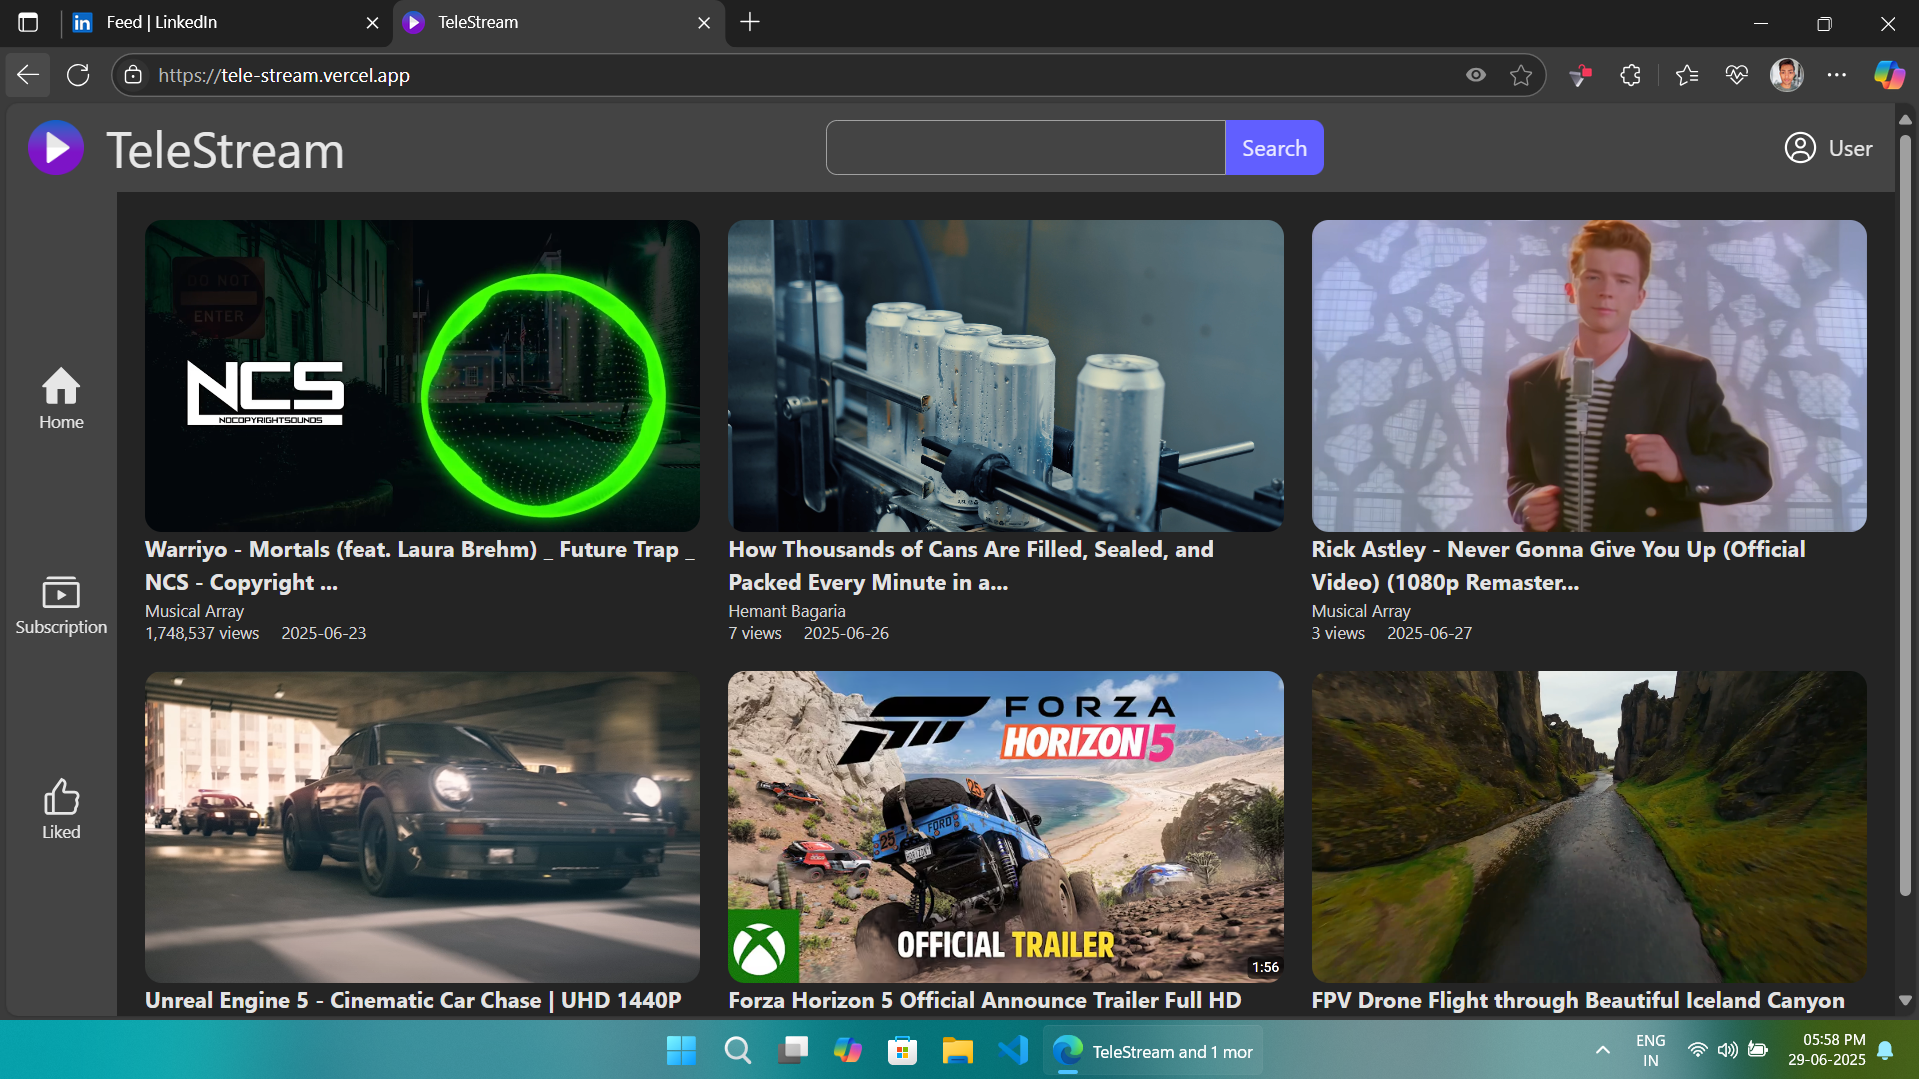 Feed | LinkedIn
TeleStream
https://tele-stream.vercel.app
TeleStream
Search
User
Home
Subscription
Liked
DO NOT
ENTER
NCS
NOCOPYRIGHTSOUNDS
Warriyo - Mortals (feat. Laura Brehm) _ Future Trap _
NCS - Copyright ...
Musical Array
1,748,537 views 2025-06-23
How Thousands of Cans Are Filled, Sealed, and
Packed Every Minute in a...
Hemant Bagaria
7 views 2025-06-26
Rick Astley - Never Gonna Give You Up (Official
Video) (1080p Remaster...
Musical Array
3 views 2025-06-27
FORZA
HORIZON 5
25
FORD
25
OFFICIAL TRAILER
1:56
Unreal Engine 5 - Cinematic Car Chase | UHD 1440P
Forza Horizon 5 Official Announce Trailer Full HD
FPV Drone Flight through Beautiful Iceland Canyon
TeleStream and 1 mor
ENG
IN
05:58 PM
29-06-2025